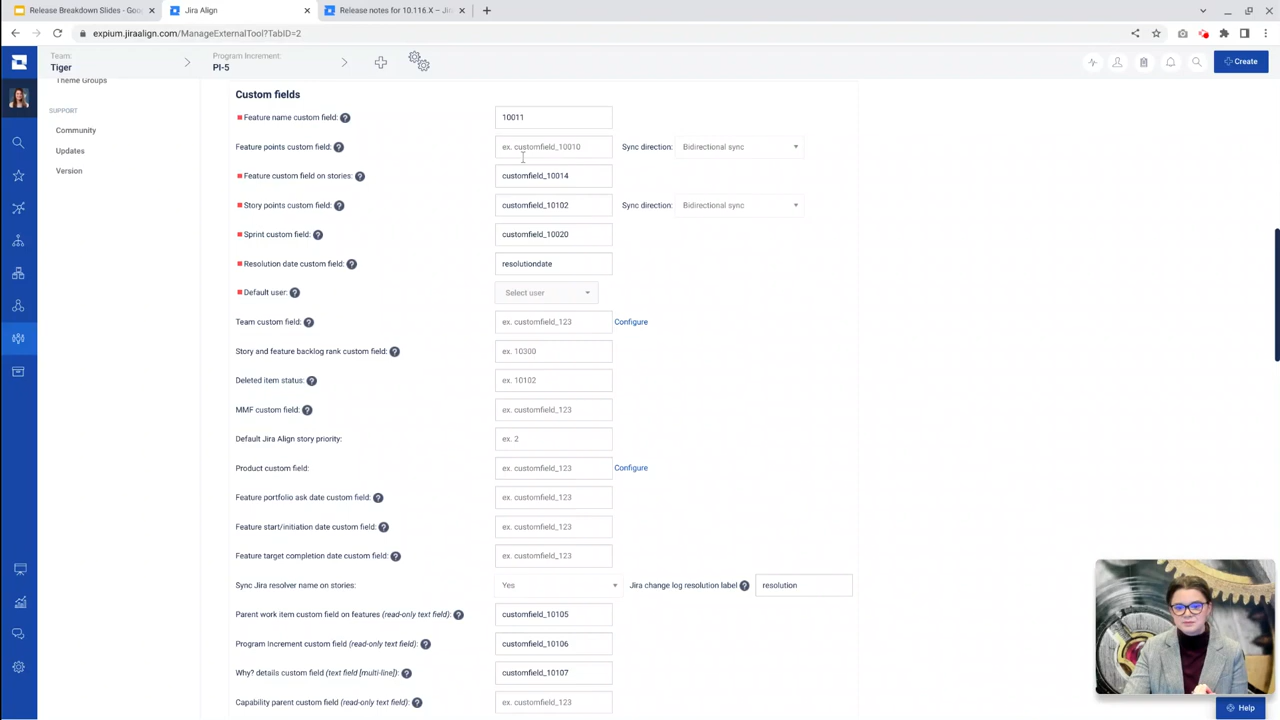 Release Breakdown Slides - Goo
Jira Align
Release notes for 10.116.X – Jir
expium.jiraalign.com/ManageExternalTool?TabID=2
Team:
Tiger
Program Increment:
PI-5
Create
Theme Groups
SUPPORT
Community
Updates
Version
Custom fields
Feature name custom field: ? 10011
Feature points custom field: ? ex. customfield_10010 Sync direction: Bidirectional sync
Feature custom field on stories: ? customfield_10014
Story points custom field: ? customfield_10102 Sync direction: Bidirectional sync
Sprint custom field: ? customfield_10020
Resolution date custom field: ? resolutiondate
Default user: ? Select user
Team custom field: ? ex. customfield_123 Configure
Story and feature backlog rank custom field: ? ex. 10300
Deleted item status: ? ex. 10102
MMF custom field: ? ex. customfield_123
Default Jira Align story priority: ex. 2
Product custom field: ex. customfield_123 Configure
Feature portfolio ask date custom field: ? ex. customfield_123
Feature start/initiation date custom field: ? ex. customfield_123
Feature target completion date custom field: ? ex. customfield_123
Sync Jira resolver name on stories: Yes Jira change log resolution label ? resolution
Parent work item custom field on features (read-only text field): ? customfield_10105
Program Increment custom field (read-only text field): ? customfield_10106
Why? details custom field (text field [multi-line]): ? customfield_10107
Capability parent custom field (read-only text field): ? ex. customfield_123
Help